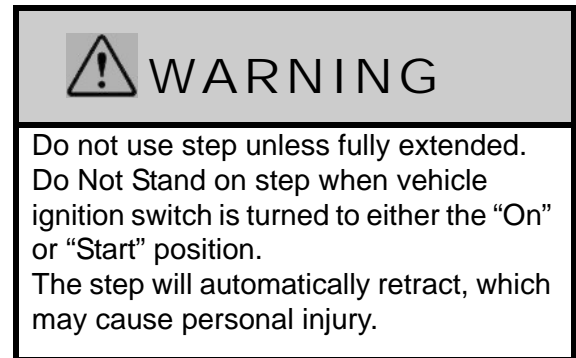 WARNING
Do not use step unless fully extended.
Do Not Stand on step when vehicle
ignition switch is turned to either the “On”
or “Start” position.
The step will automatically retract, which
may cause personal injury.